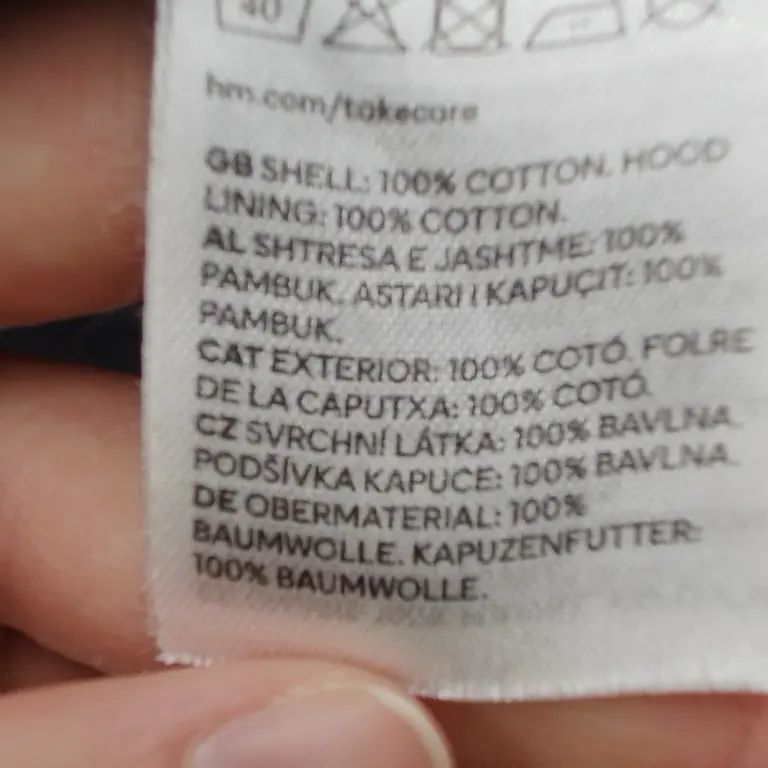 40
hm.com/takecare
GB SHELL: 100% COTTON. HOOD
LINING: 100% COTTON.
AL SHTRESA E JASHTME: 100%
PAMBUK. ASTARI I KAPUÇIT: 100%
PAMBUK.
CAT EXTERIOR: 100% COTÓ. FOLRE
DE LA CAPUTXA: 100% COTÓ.
CZ SVRCHNÍ LÁTKA: 100% BAVLNA.
PODŠÍVKA KAPUCE: 100% BAVLNA.
DE OBERMATERIAL: 100%
BAUMWOLLE. KAPUZENFUTTER:
100% BAUMWOLLE.